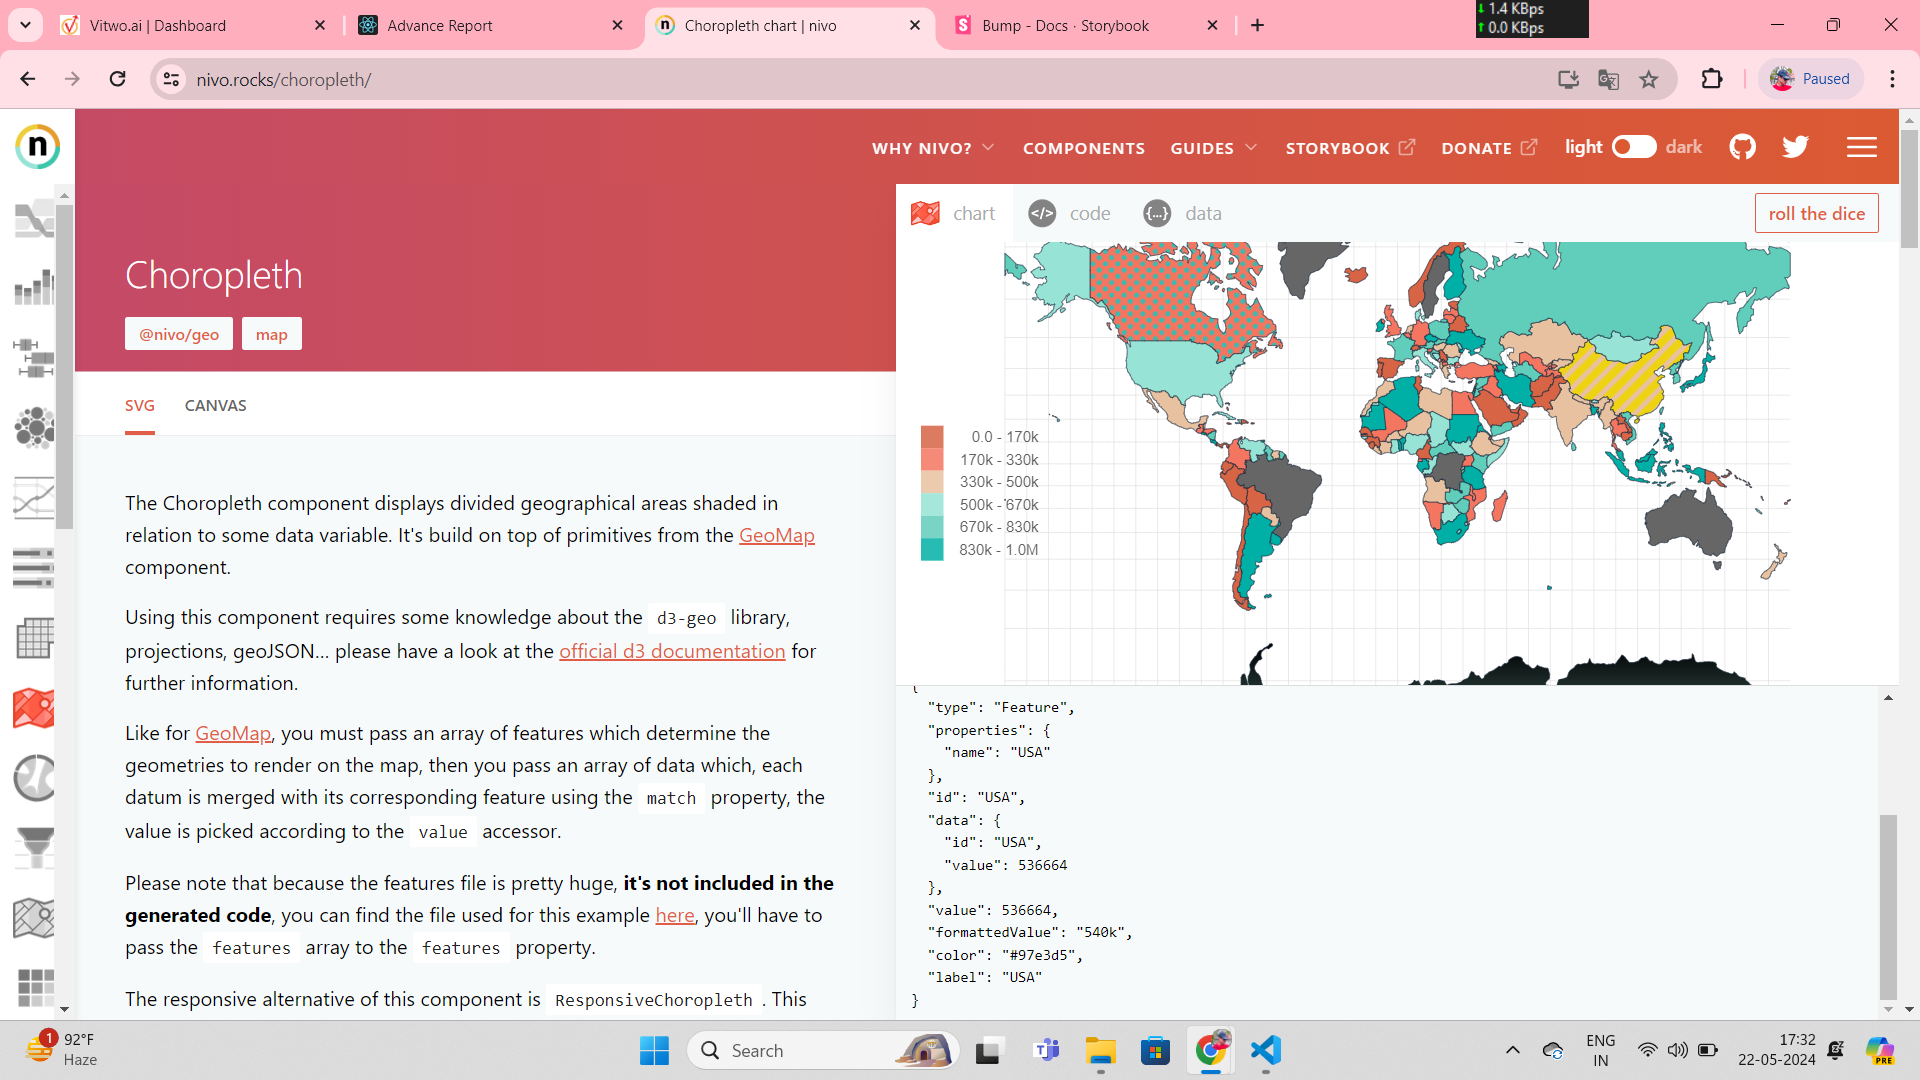 Vitwo.ai | Dashboard
Advance Report
Choropleth chart | nivo
Bump - Docs · Storybook
1.4 KBps
0.0 KBps
nivo.rocks/choropleth/
Paused
n
WHY NIVO?
COMPONENTS
GUIDES
STORYBOOK
DONATE
light
dark
chart
code
data
roll the dice
Choropleth
@nivo/geo
map
SVG
CANVAS
The Choropleth component displays divided geographical areas shaded in
relation to some data variable. It's build on top of primitives from the GeoMap
component.
Using this component requires some knowledge about the d3-geo library,
projections, geoJSON… please have a look at the official d3 documentation for
further information.
Like for GeoMap, you must pass an array of features which determine the
geometries to render on the map, then you pass an array of data which, each
datum is merged with its corresponding feature using the match property, the
value is picked according to the value accessor.
Please note that because the features file is pretty huge, it's not included in the
generated code, you can find the file used for this example here, you'll have to
pass the features array to the features property.
The responsive alternative of this component is ResponsiveChoropleth . This
0.0 - 170k
170k - 330k
330k - 500k
500k - 670k
670k - 830k
830k - 1.0M
{
"type": "Feature",
"properties": {
"name": "USA"
},
"id": "USA",
"data": {
"id": "USA",
"value": 536664
},
"value": 536664,
"formattedValue": "540k",
"color": "#97e3d5",
"label": "USA"
}
1
92°F
Haze
Search
ENG
IN
17:32
22-05-2024
PRE